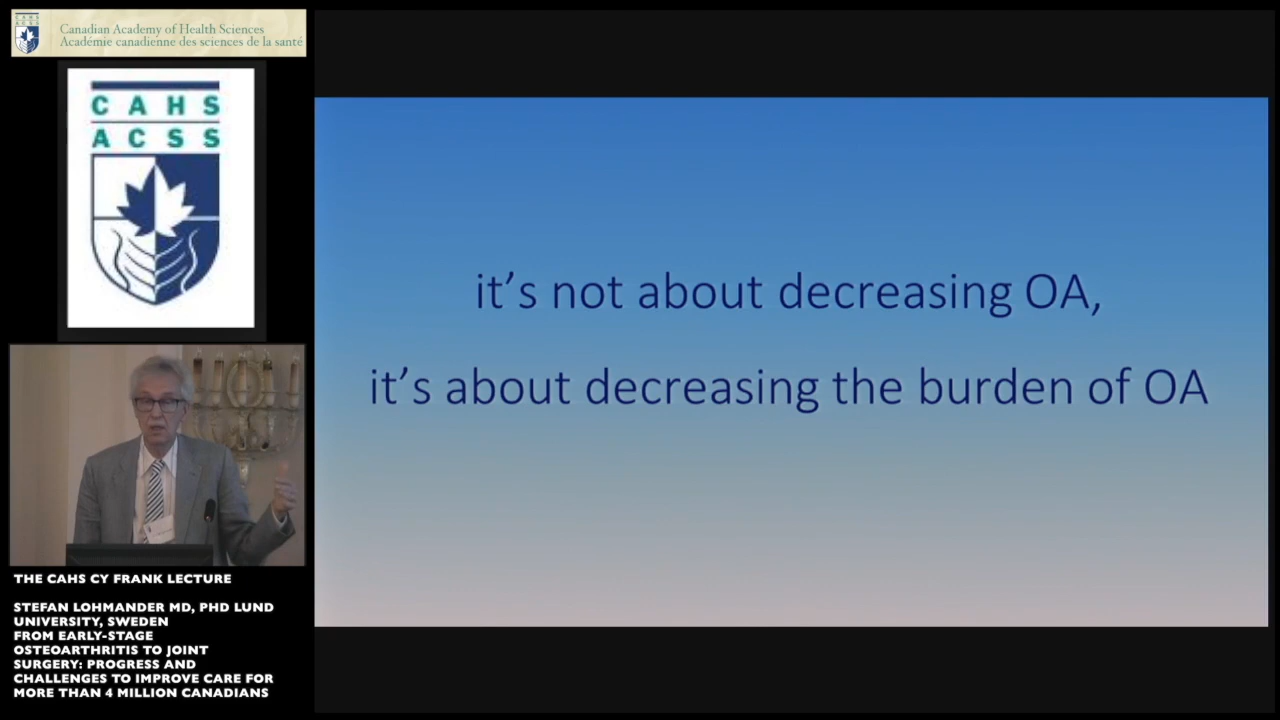 CAHS
ACSS
Canadian Academy of Health Sciences
Académie canadienne des sciences de la santé
C A H S
A C S S
it’s not about decreasing OA,
it’s about decreasing the burden of OA
THE CAHS CY FRANK LECTURE
STEFAN LOHMANDER MD, PHD LUND
UNIVERSITY, SWEDEN
FROM EARLY-STAGE
OSTEOARTHRITIS TO JOINT
SURGERY: PROGRESS AND
CHALLENGES TO IMPROVE CARE FOR
MORE THAN 4 MILLION CANADIANS